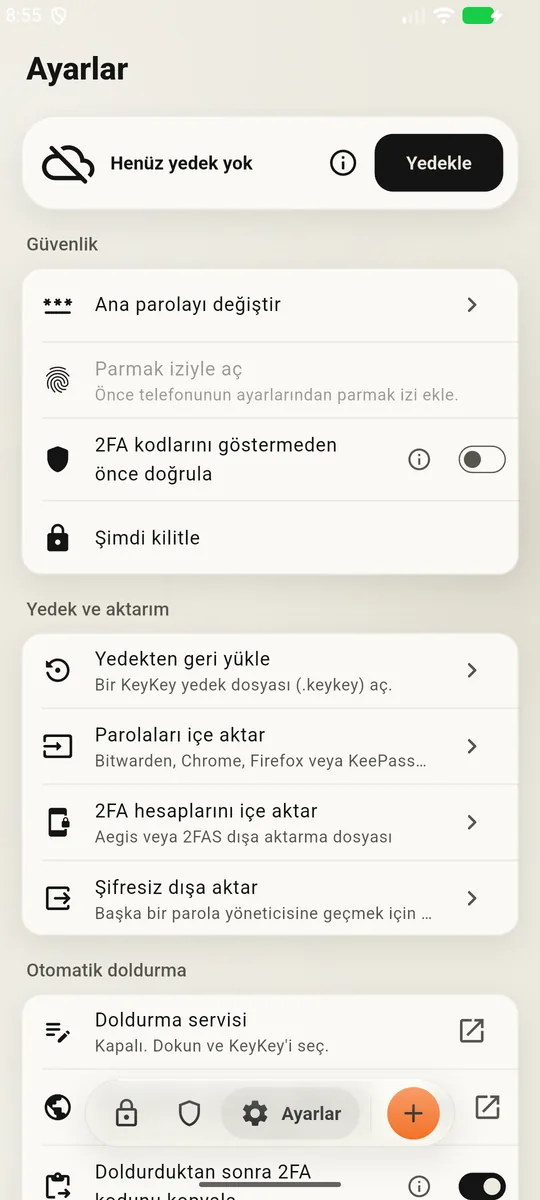 8:55
Ayarlar
Henüz yedek yok
Yedekle
Güvenlik
Ana parolayı değiştir
Parmak iziyle aç
Önce telefonunun ayarlarından parmak izi ekle.
2FA kodlarını göstermeden
önce doğrula
Şimdi kilitle
Yedek ve aktarım
Yedekten geri yükle
Bir KeyKey yedek dosyası (.keykey) aç.
Parolaları içe aktar
Bitwarden, Chrome, Firefox veya KeePass…
2FA hesaplarını içe aktar
Aegis veya 2FAS dışa aktarma dosyası
Şifresiz dışa aktar
Başka bir parola yöneticisine geçmek için …
Otomatik doldurma
Doldurma servisi
Kapalı. Dokun ve KeyKey'i seç.
Ayarlar
Doldurduktan sonra 2FA
kodunu kopyala